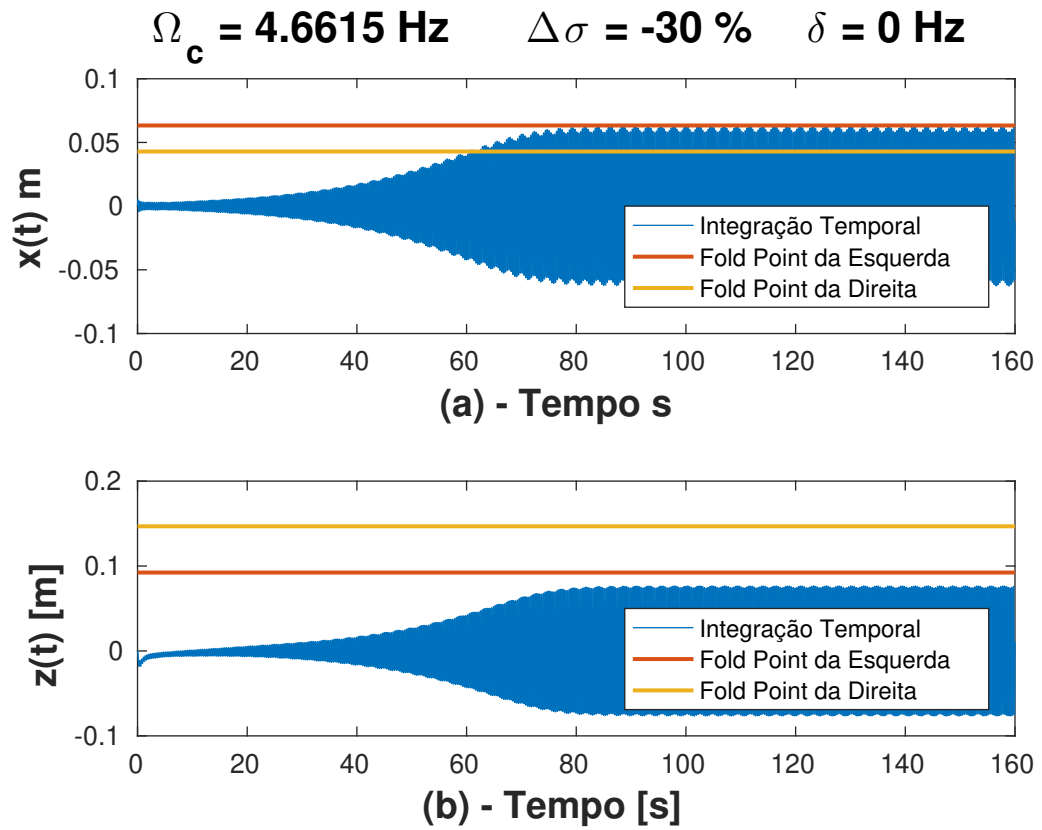 Ωc = 4.6615 Hz Δσ = -30 % δ = 0 Hz
0.1
0.05
0
-0.05
-0.1
x(t) m
Integração Temporal
Fold Point da Esquerda
Fold Point da Direita
0 20 40 60 80 100 120 140 160
(a) - Tempo s
0.2
0.1
0
-0.1
z(t) [m]
Integração Temporal
Fold Point da Esquerda
Fold Point da Direita
0 20 40 60 80 100 120 140 160
(b) - Tempo [s]